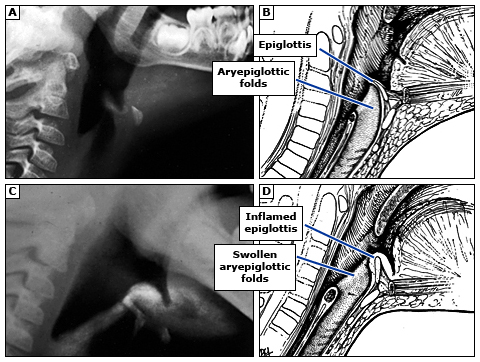 A
B
Epiglottis
Aryepiglottic
folds
C
D
Inflamed
epiglottis
Swollen
aryepiglottic
folds